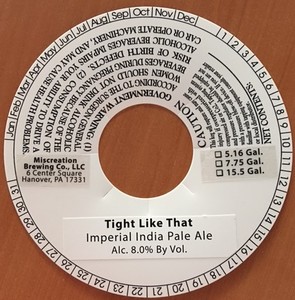 Jan Feb Mar Apr May Jun Jul Aug Sep Oct Nov Dec
1 2 3 4 5 6 7 8 9 10 11 12 13 14 15 16 17 18 19 20 21 22 23 24 25 26 27 28 29 30 31
GOVERNMENT WARNING: (1)
ACCORDING TO THE SURGEON GENERAL,
WOMEN SHOULD NOT DRINK ALCOHOLIC
BEVERAGES DURING PREGNANCY BECAUSE OF THE
RISK OF BIRTH DEFECTS. (2) CONSUMPTION OF
ALCOHOLIC BEVERAGES IMPAIRS YOUR ABILITY TO DRIVE A
CAR OR OPERATE MACHINERY, AND MAY CAUSE HEALTH PROBLEMS.
CAUTION
NET CONTENTS:
5.16 Gal.
7.75 Gal.
15.5 Gal.
Miscreation
Brewing Co., LLC
6 Center Square
Hanover, PA 17331
Tight Like That
Imperial India Pale Ale
Alc. 8.0% By Vol.